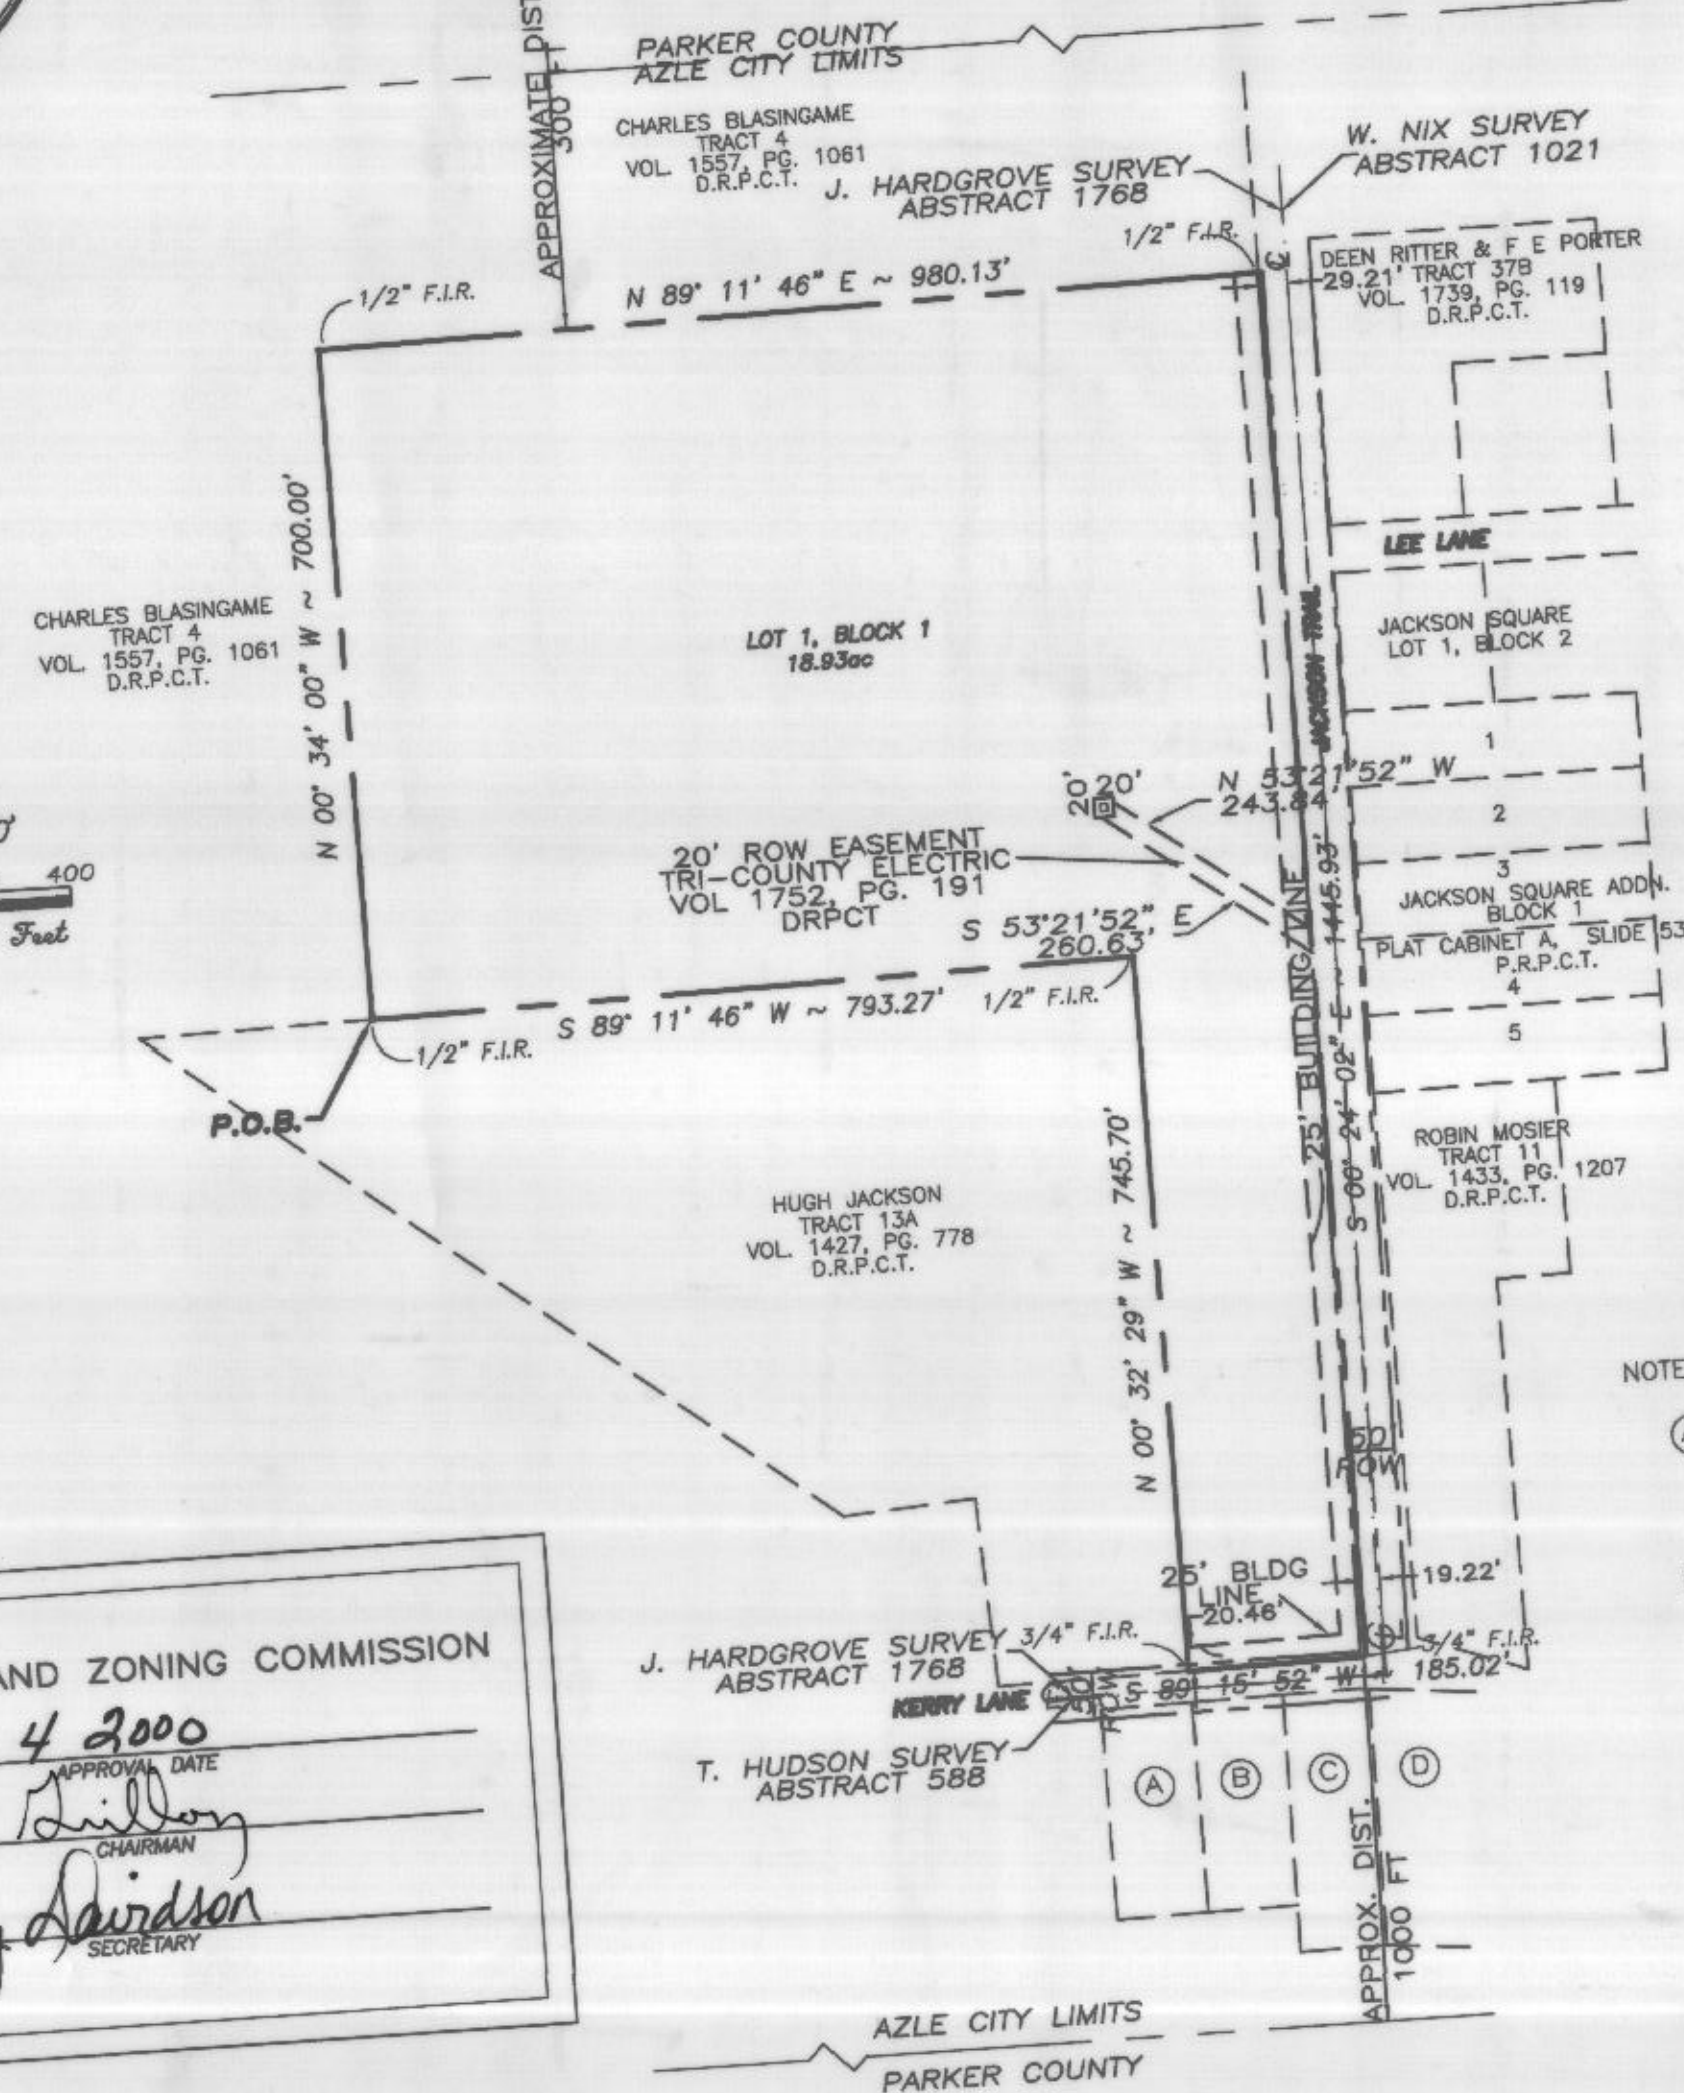 PARKER COUNTY
AZLE CITY LIMITS
APPROXIMATE DIST
300 FT
CHARLES BLASINGAME
TRACT 4
VOL. 1557, PG. 1061
D.R.P.C.T.
J. HARDGROVE SURVEY
ABSTRACT 1768
W. NIX SURVEY
ABSTRACT 1021
1/2" F.I.R.
DEEN RITTER & F E PORTER
29.21' TRACT 37B
VOL. 1739, PG. 119
D.R.P.C.T.
1/2" F.I.R.
N 89° 11' 46" E ~ 980.13'
N 00° 34' 00" W ~ 700.00'
LEE LANE
CHARLES BLASINGAME
TRACT 4
VOL. 1557, PG. 1061
D.R.P.C.T.
LOT 1, BLOCK 1
18.93ac
JACKSON TRAIL
JACKSON SQUARE
LOT 1, BLOCK 2
1
2
3
JACKSON SQUARE ADDN.
BLOCK 1
PLAT CABINET A, SLIDE 53
P.R.P.C.T.
4
5
20' 20'
N 53°21'52" W
243.84'
20' ROW EASEMENT
TRI-COUNTY ELECTRIC
VOL 1752, PG. 191
DRPCT
S 53°21'52", E
260.63'
400
Feet
S 89° 11' 46" W ~ 793.27'
1/2" F.I.R.
1/2" F.I.R.
P.O.B.
25' BUILDING LINE
S 00° 24' 02" E ~ 1445.93'
ROBIN MOSIER
TRACT 11
VOL. 1433, PG. 1207
D.R.P.C.T.
HUGH JACKSON
TRACT 13A
VOL. 1427, PG. 778
D.R.P.C.T.
N 00° 32' 29" W ~ 745.70'
NOTE
50'
ROW
25' BLDG
LINE
20.46'
19.22'
3/4" F.I.R.
3/4" F.I.R.
J. HARDGROVE SURVEY
ABSTRACT 1768
KERRY LANE
ROW
S 89° 15' 52" W
185.02'
T. HUDSON SURVEY
ABSTRACT 588
A
B
C
D
APPROX. DIST.
1000 FT
AND ZONING COMMISSION
4 2000
APPROVAL DATE
CHAIRMAN
Davidson
SECRETARY
AZLE CITY LIMITS
PARKER COUNTY